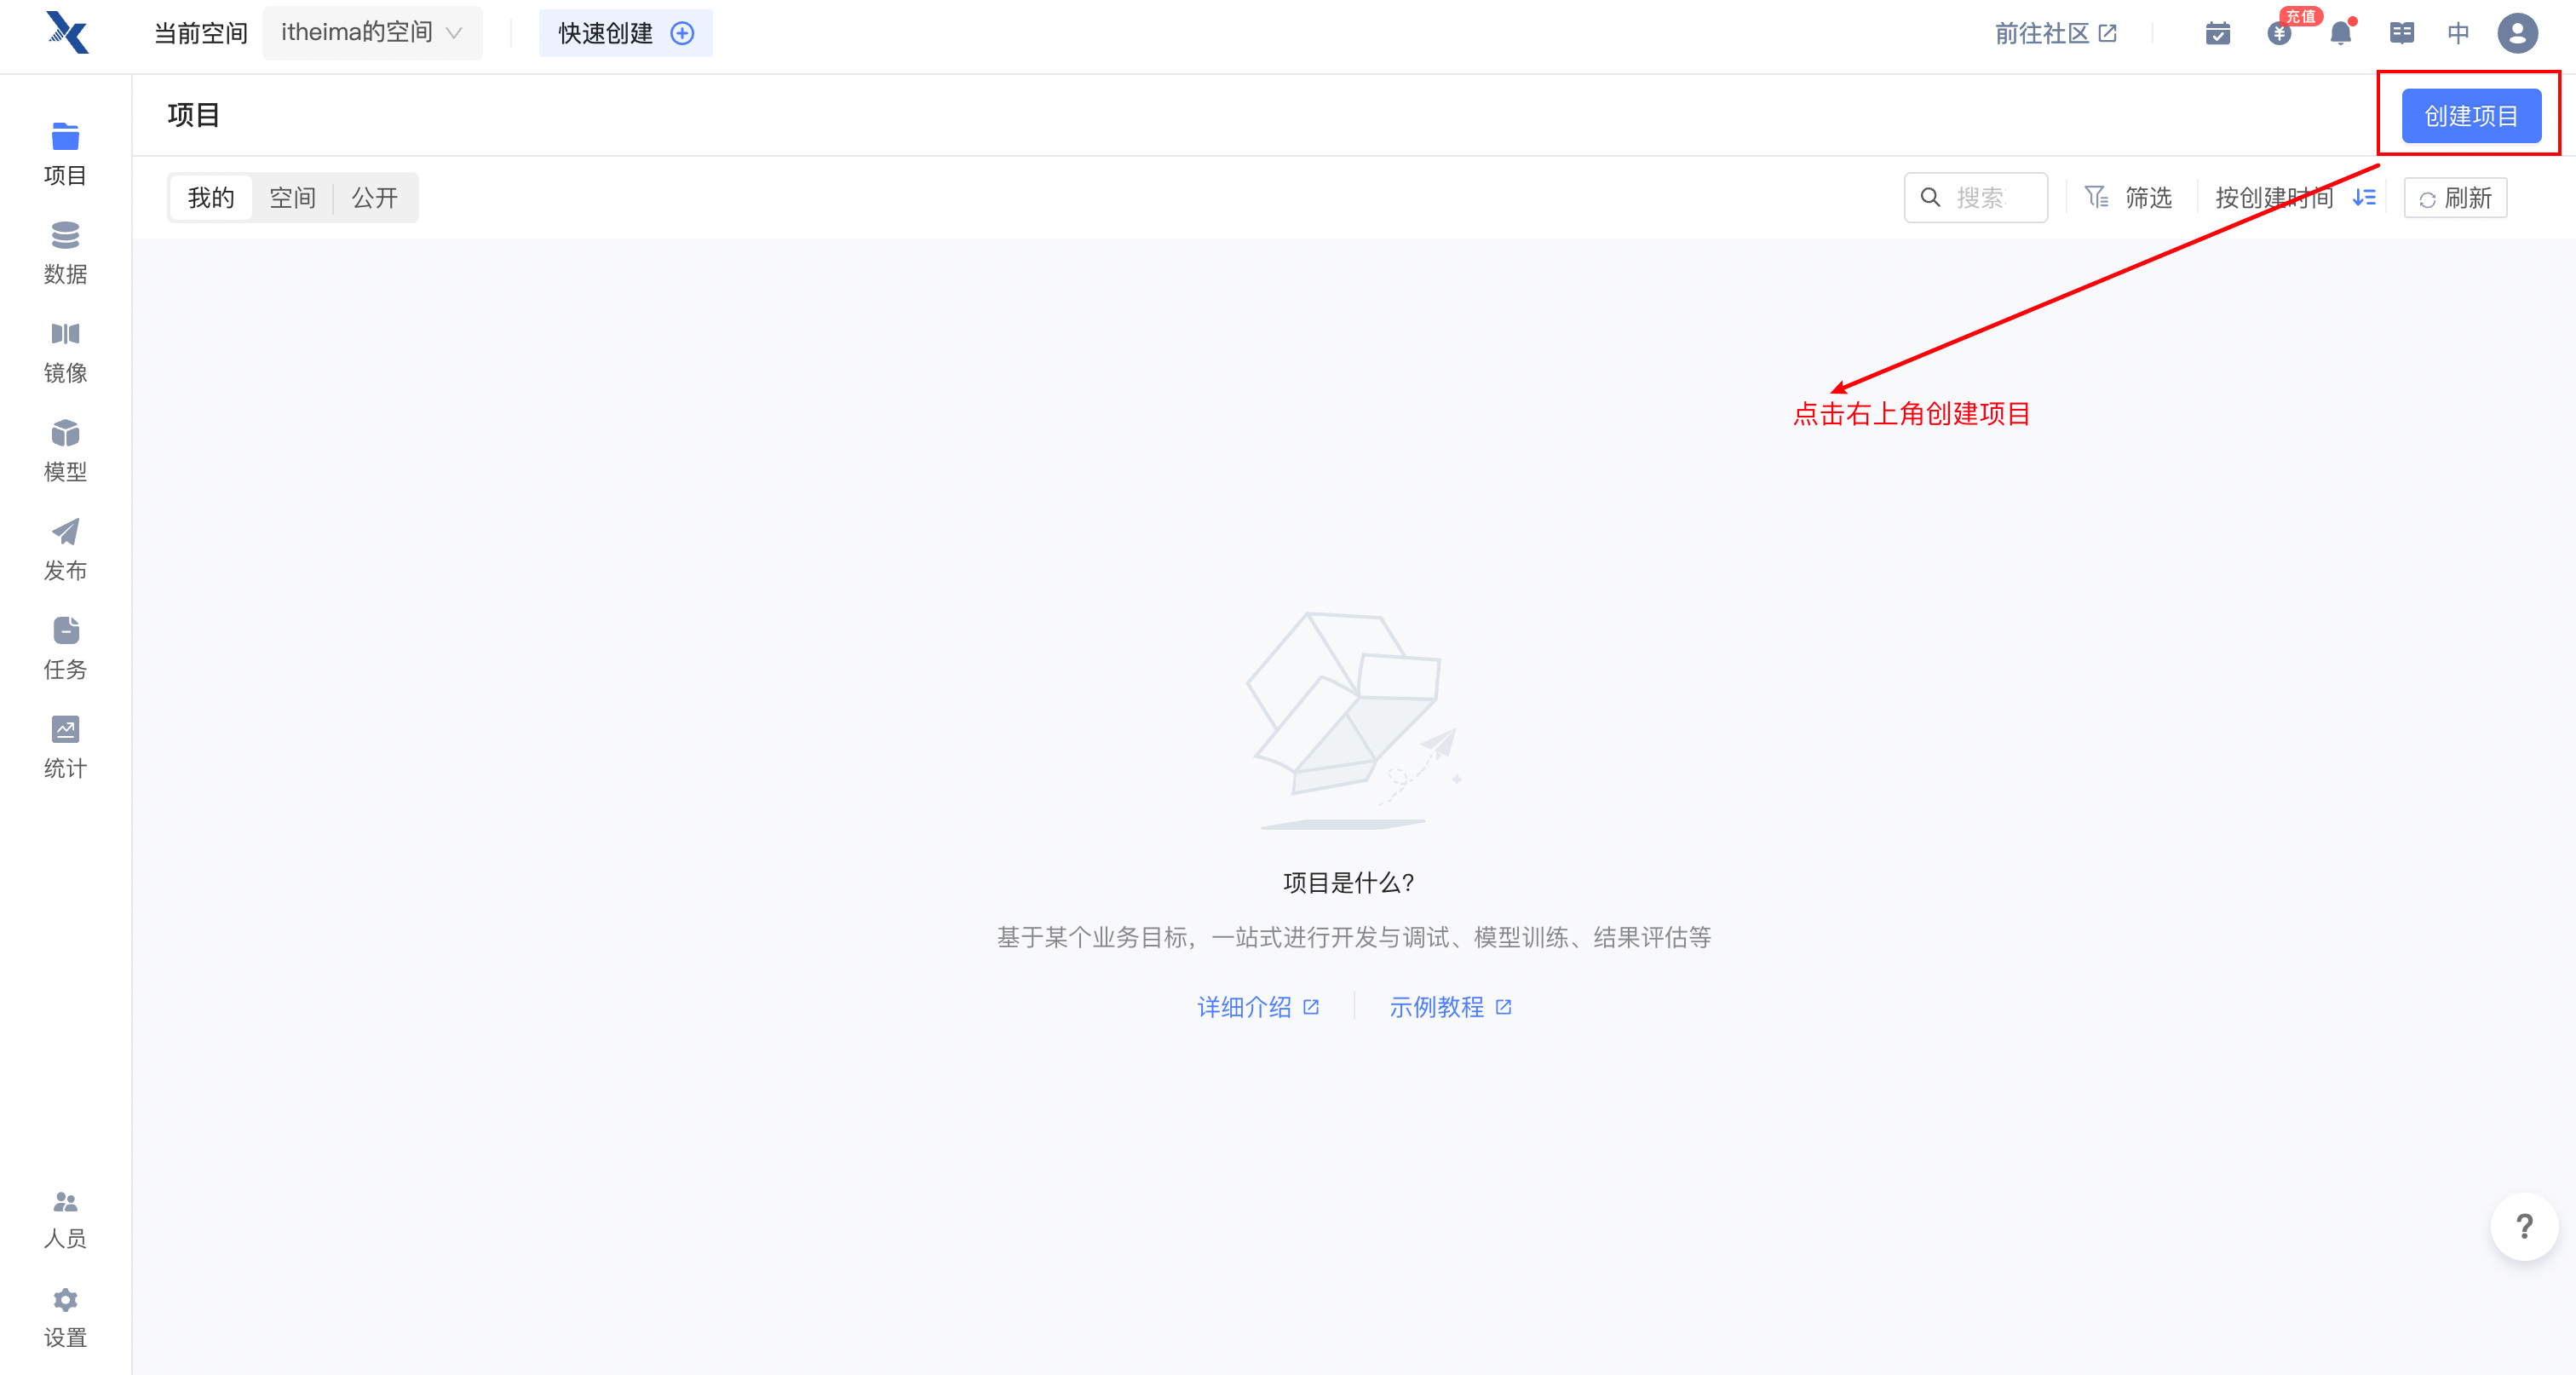 当前空间
itheima的空间
快速创建
前往社区
充值
中
项目
创建项目
项目
数据
镜像
模型
发布
任务
统计
人员
设置
我的
空间
公开
搜索
筛选
按创建时间
刷新
点击右上角创建项目
项目是什么?
基于某个业务目标，一站式进行开发与调试、模型训练、结果评估等
详细介绍
示例教程
?